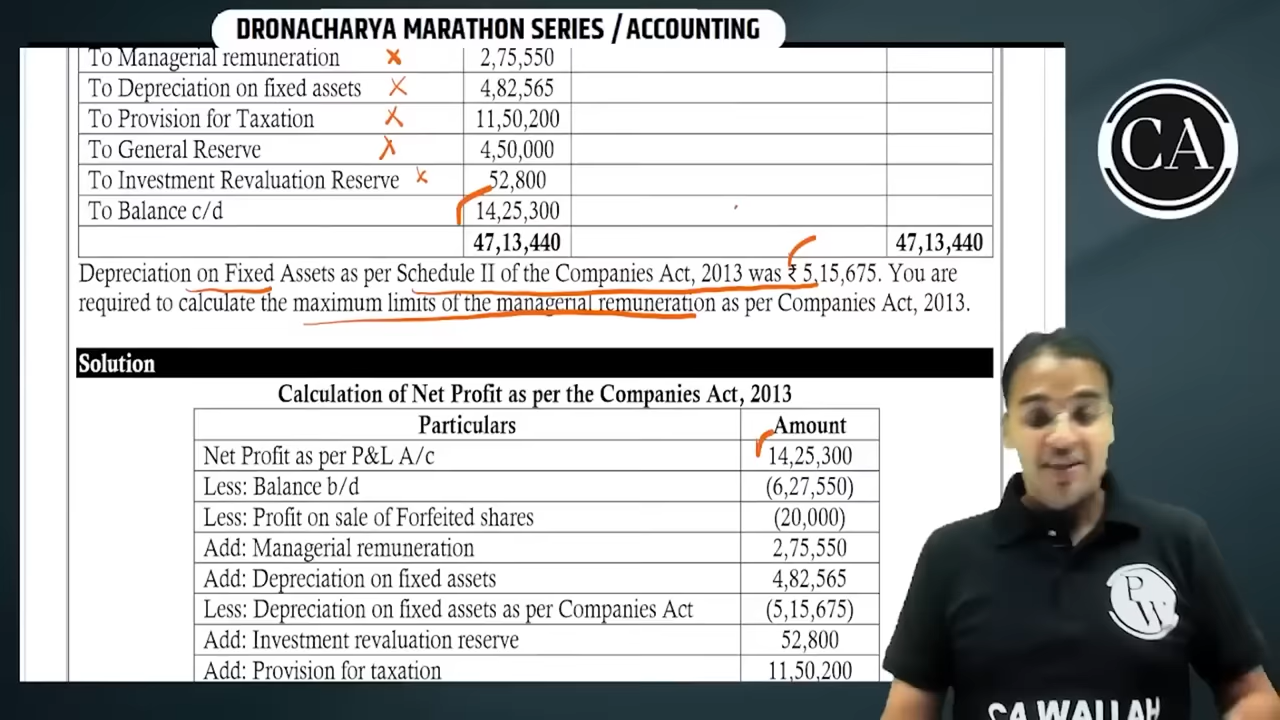 DRONACHARYA MARATHON SERIES / ACCOUNTING
To Managerial remuneration 2,75,550
To Depreciation on fixed assets 4,82,565
To Provision for Taxation 11,50,200
To General Reserve 4,50,000
To Investment Revaluation Reserve 52,800
To Balance c/d 14,25,300
47,13,440 47,13,440
Depreciation on Fixed Assets as per Schedule II of the Companies Act, 2013 was ₹ 5,15,675. You are
required to calculate the maximum limits of the managerial remuneration as per Companies Act, 2013.
Solution
Calculation of Net Profit as per the Companies Act, 2013
Particulars Amount
Net Profit as per P&L A/c 14,25,300
Less: Balance b/d (6,27,550)
Less: Profit on sale of Forfeited shares (20,000)
Add: Managerial remuneration 2,75,550
Add: Depreciation on fixed assets 4,82,565
Less: Depreciation on fixed assets as per Companies Act (5,15,675)
Add: Investment revaluation reserve 52,800
Add: Provision for taxation 11,50,200
CA
PW
CA WALLAH